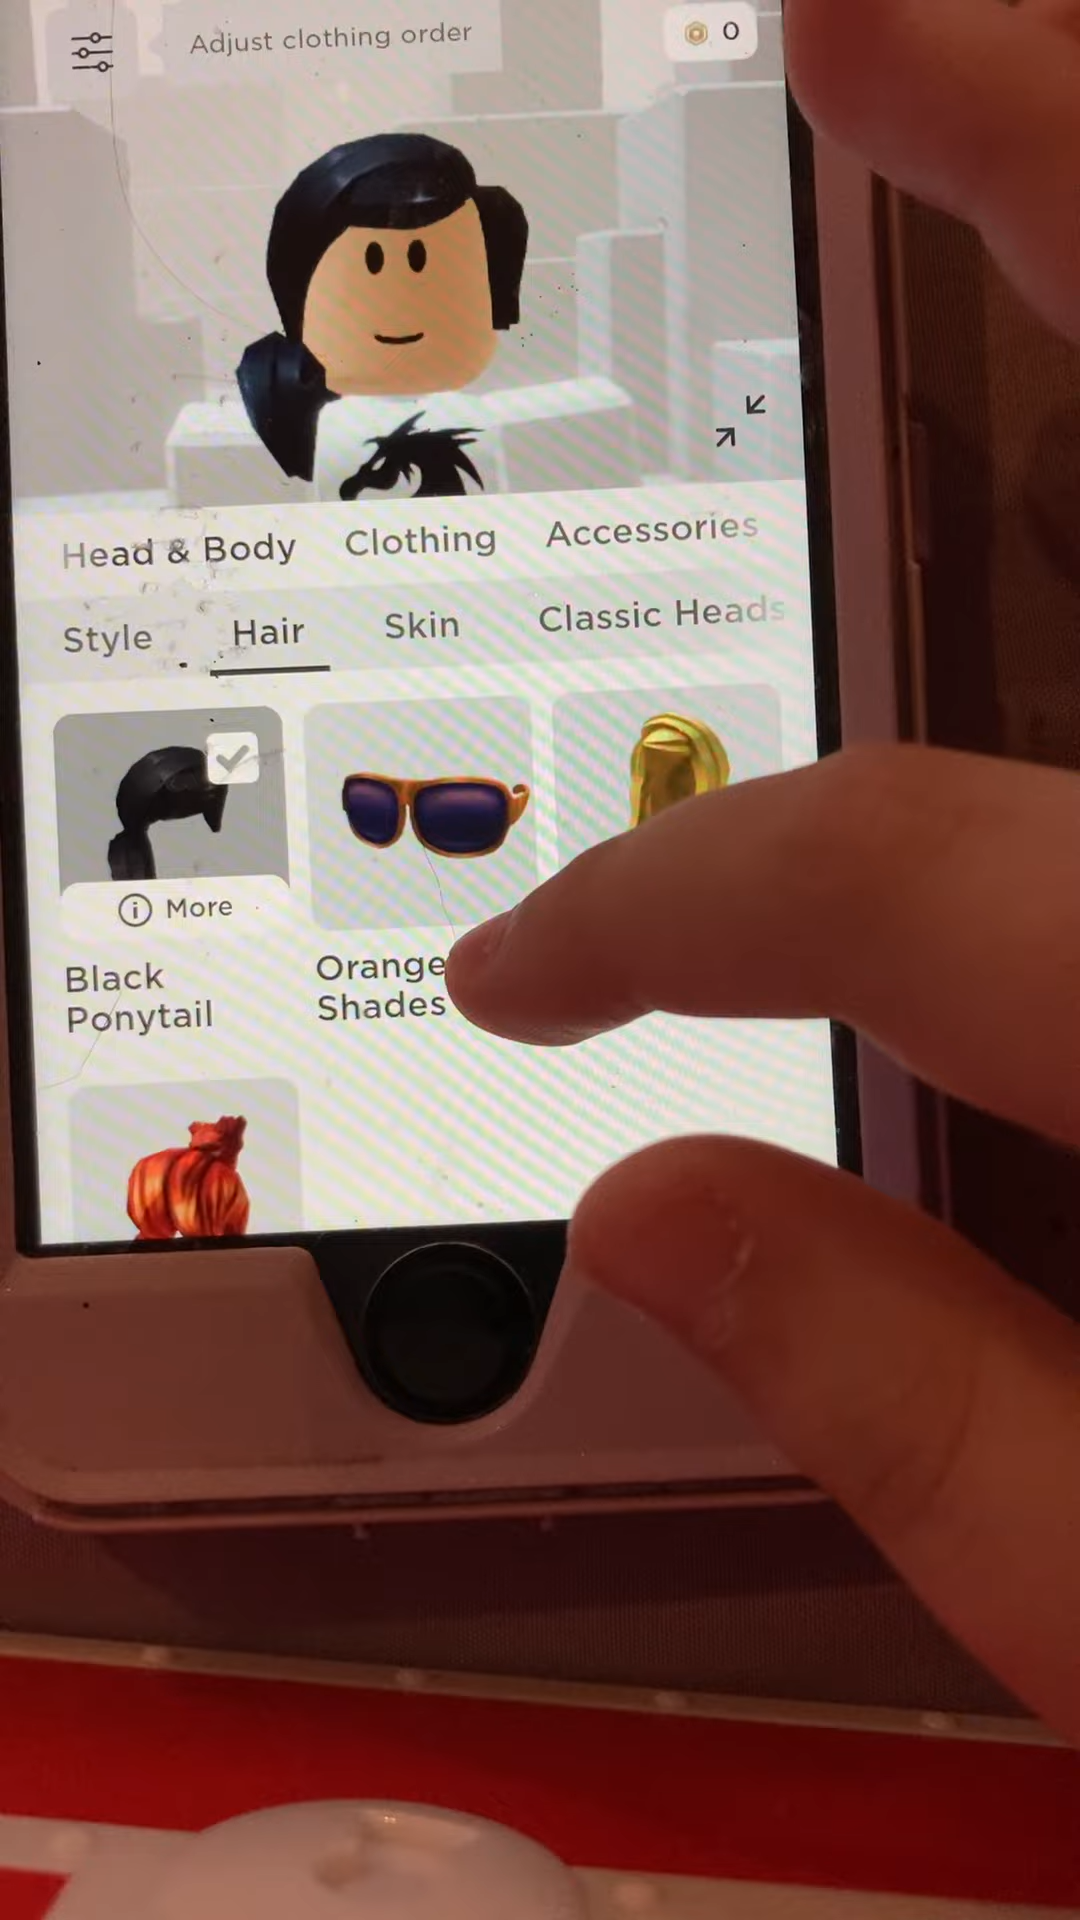 Adjust clothing order
0
Head & Body Clothing Accessories
Style Hair Skin Classic Heads
More
Black
Ponytail
Orange
Shades